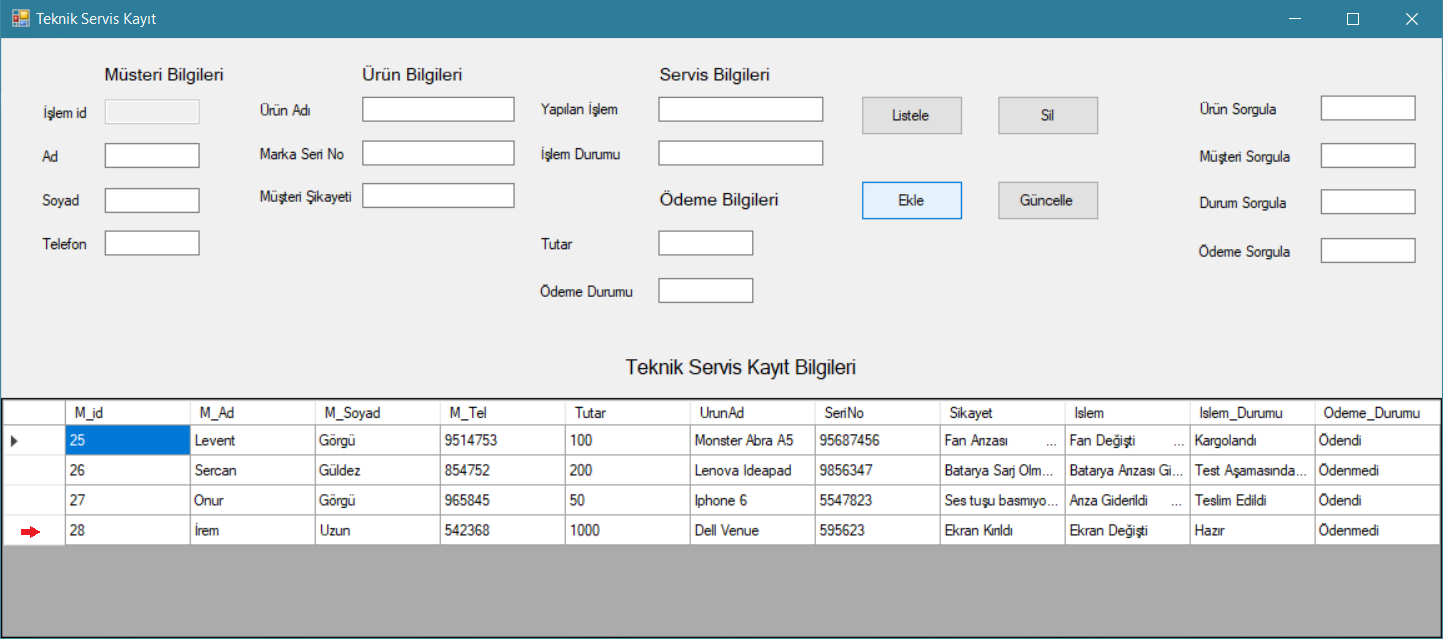 Teknik Servis Kayıt
Müsteri Bilgileri Ürün Bilgileri Servis Bilgileri
İşlem id Ürün Adı Yapılan İşlem Listele Sil Ürün Sorgula
Ad Marka Seri No İşlem Durumu Müşteri Sorgula
Soyad Müşteri Şikayeti Ödeme Bilgileri Ekle Güncelle Durum Sorgula
Telefon Tutar Ödeme Sorgula
Ödeme Durumu
Teknik Servis Kayıt Bilgileri
M_id M_Ad M_Soyad M_Tel Tutar UrunAd SeriNo Sikayet Islem Islem_Durumu Odeme_Durumu
25 Levent Görgü 9514753 100 Monster Abra A5 95687456 Fan Arızası ... Fan Değişti ... Kargolandı Ödendi
26 Sercan Güldez 854752 200 Lenova Ideapad 9856347 Batarya Sarj Olm... Batarya Arızası Gi... Test Aşamasında... Ödenmedi
27 Onur Görgü 965845 50 Iphone 6 5547823 Ses tuşu basmıyo... Arıza Giderildi ... Teslim Edildi Ödendi
28 İrem Uzun 542368 1000 Dell Venue 595623 Ekran Kırıldı Ekran Değişti Hazır Ödenmedi